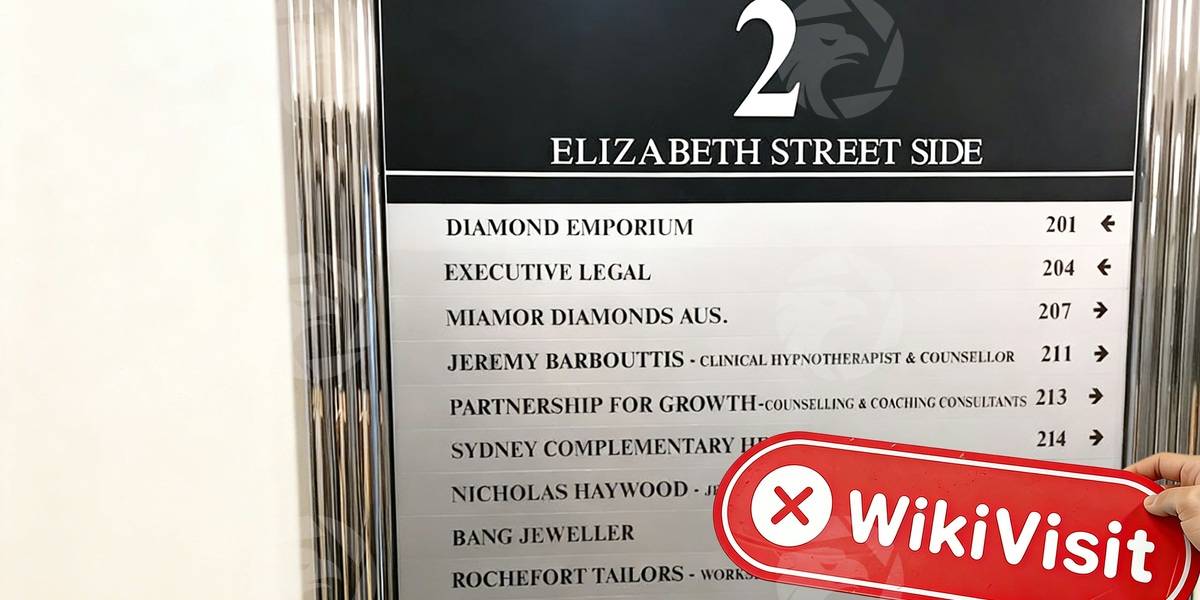 2
ELIZABETH STREET SIDE
DIAMOND EMPORIUM 201 ←
EXECUTIVE LEGAL 204 ←
MIAMOR DIAMONDS AUS. 207 →
JEREMY BARBOUTTIS - CLINICAL HYPNOTHERAPIST & COUNSELLOR 211 →
PARTNERSHIP FOR GROWTH-COUNSELLING & COACHING CONSULTANTS 213 →
SYDNEY COMPLEMENTARY 214 →
NICHOLAS HAYWOOD -
BANG JEWELLER
ROCHEFORT TAILORS -
WikiVisit